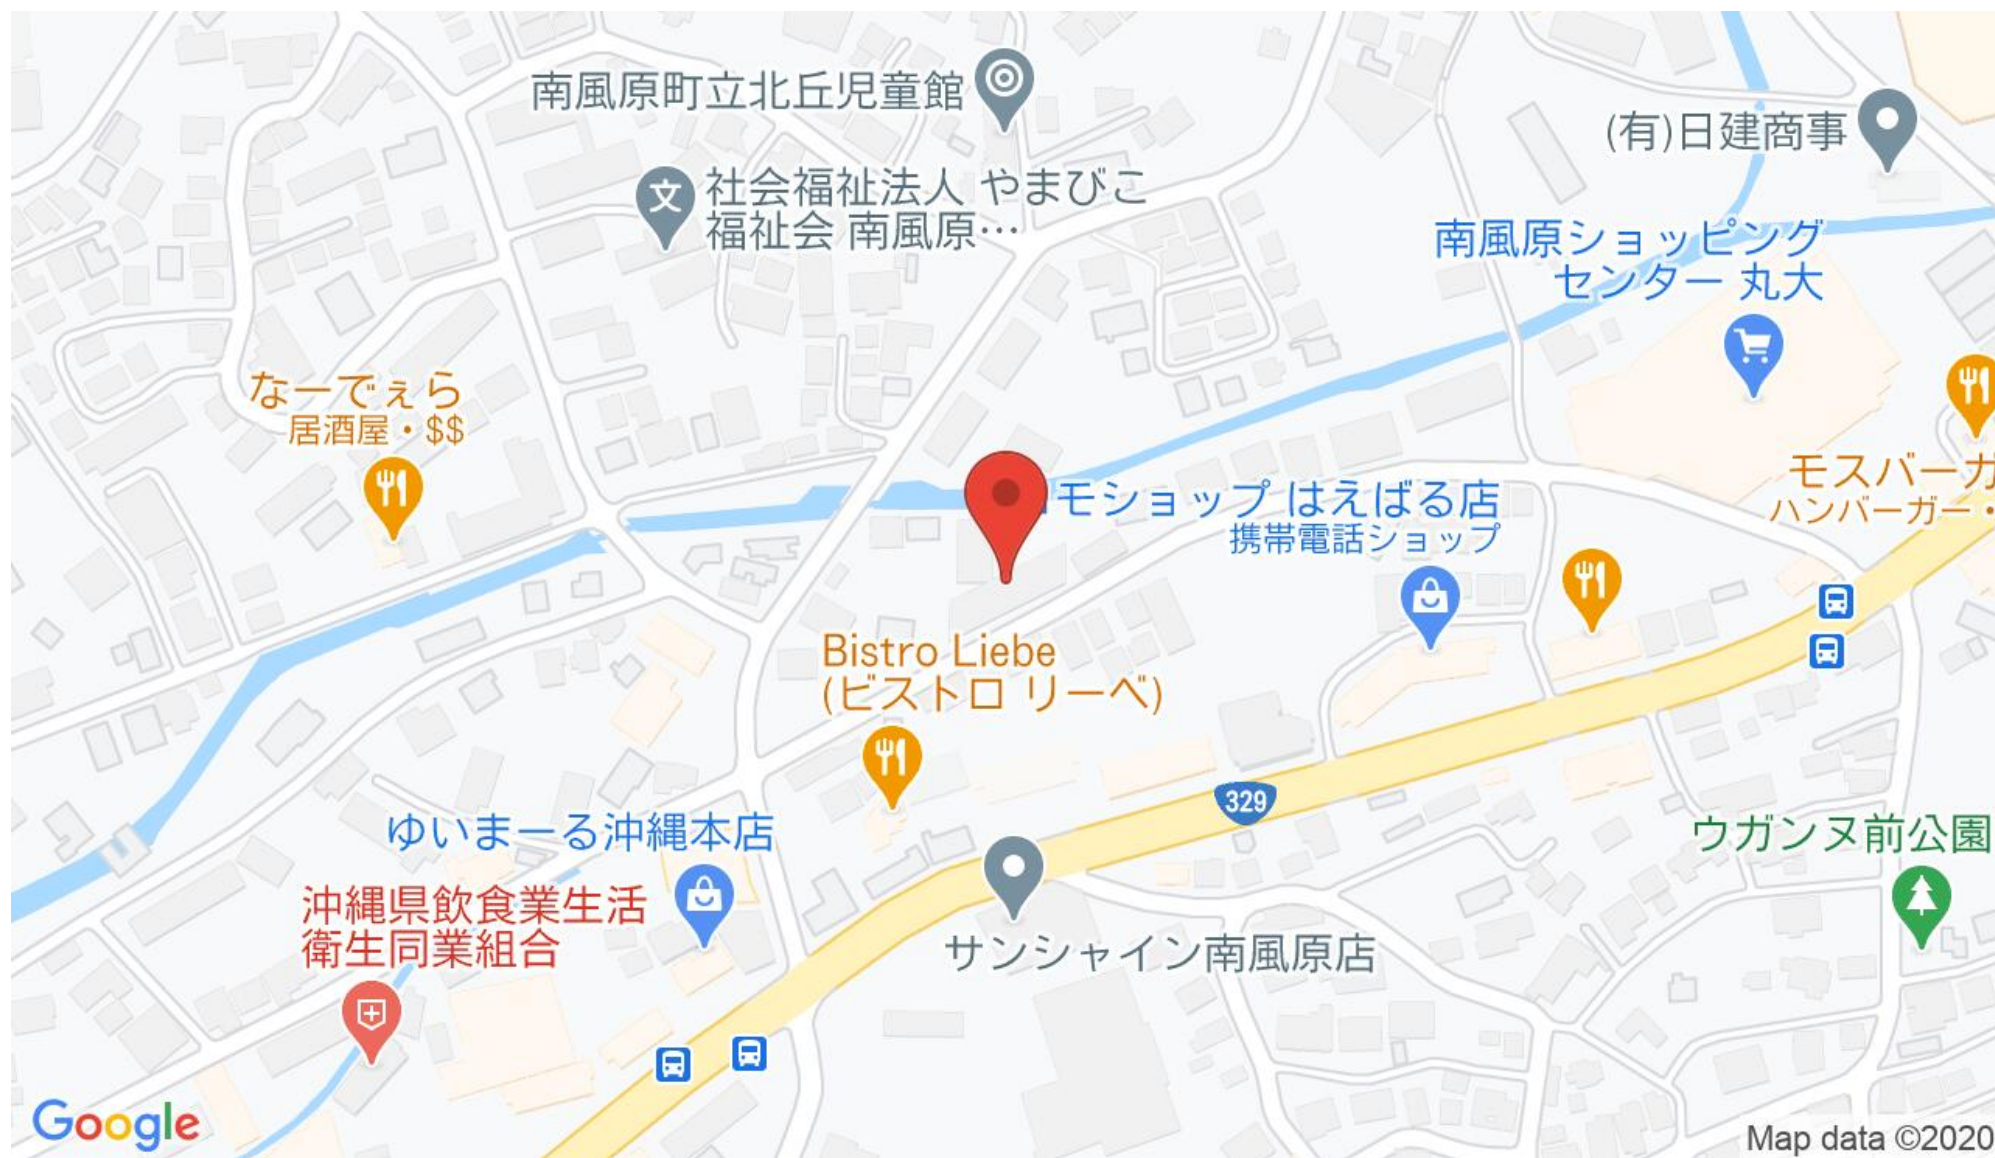 南風原町立北丘児童館
(有)日建商事
社会福祉法人 やまびこ
福祉会 南風原…
南風原ショッピング
センター 丸大
なーでぇら
居酒屋・$$
モスバーガ
ハンバーガー・
モショップ はえばる店
携帯電話ショップ
Bistro Liebe
(ビストロ リーベ)
329
ゆいまーる沖縄本店
ウガンヌ前公園
沖縄県飲食業生活
衛生同業組合
サンシャイン南風原店
文
Google
Map data ©2020